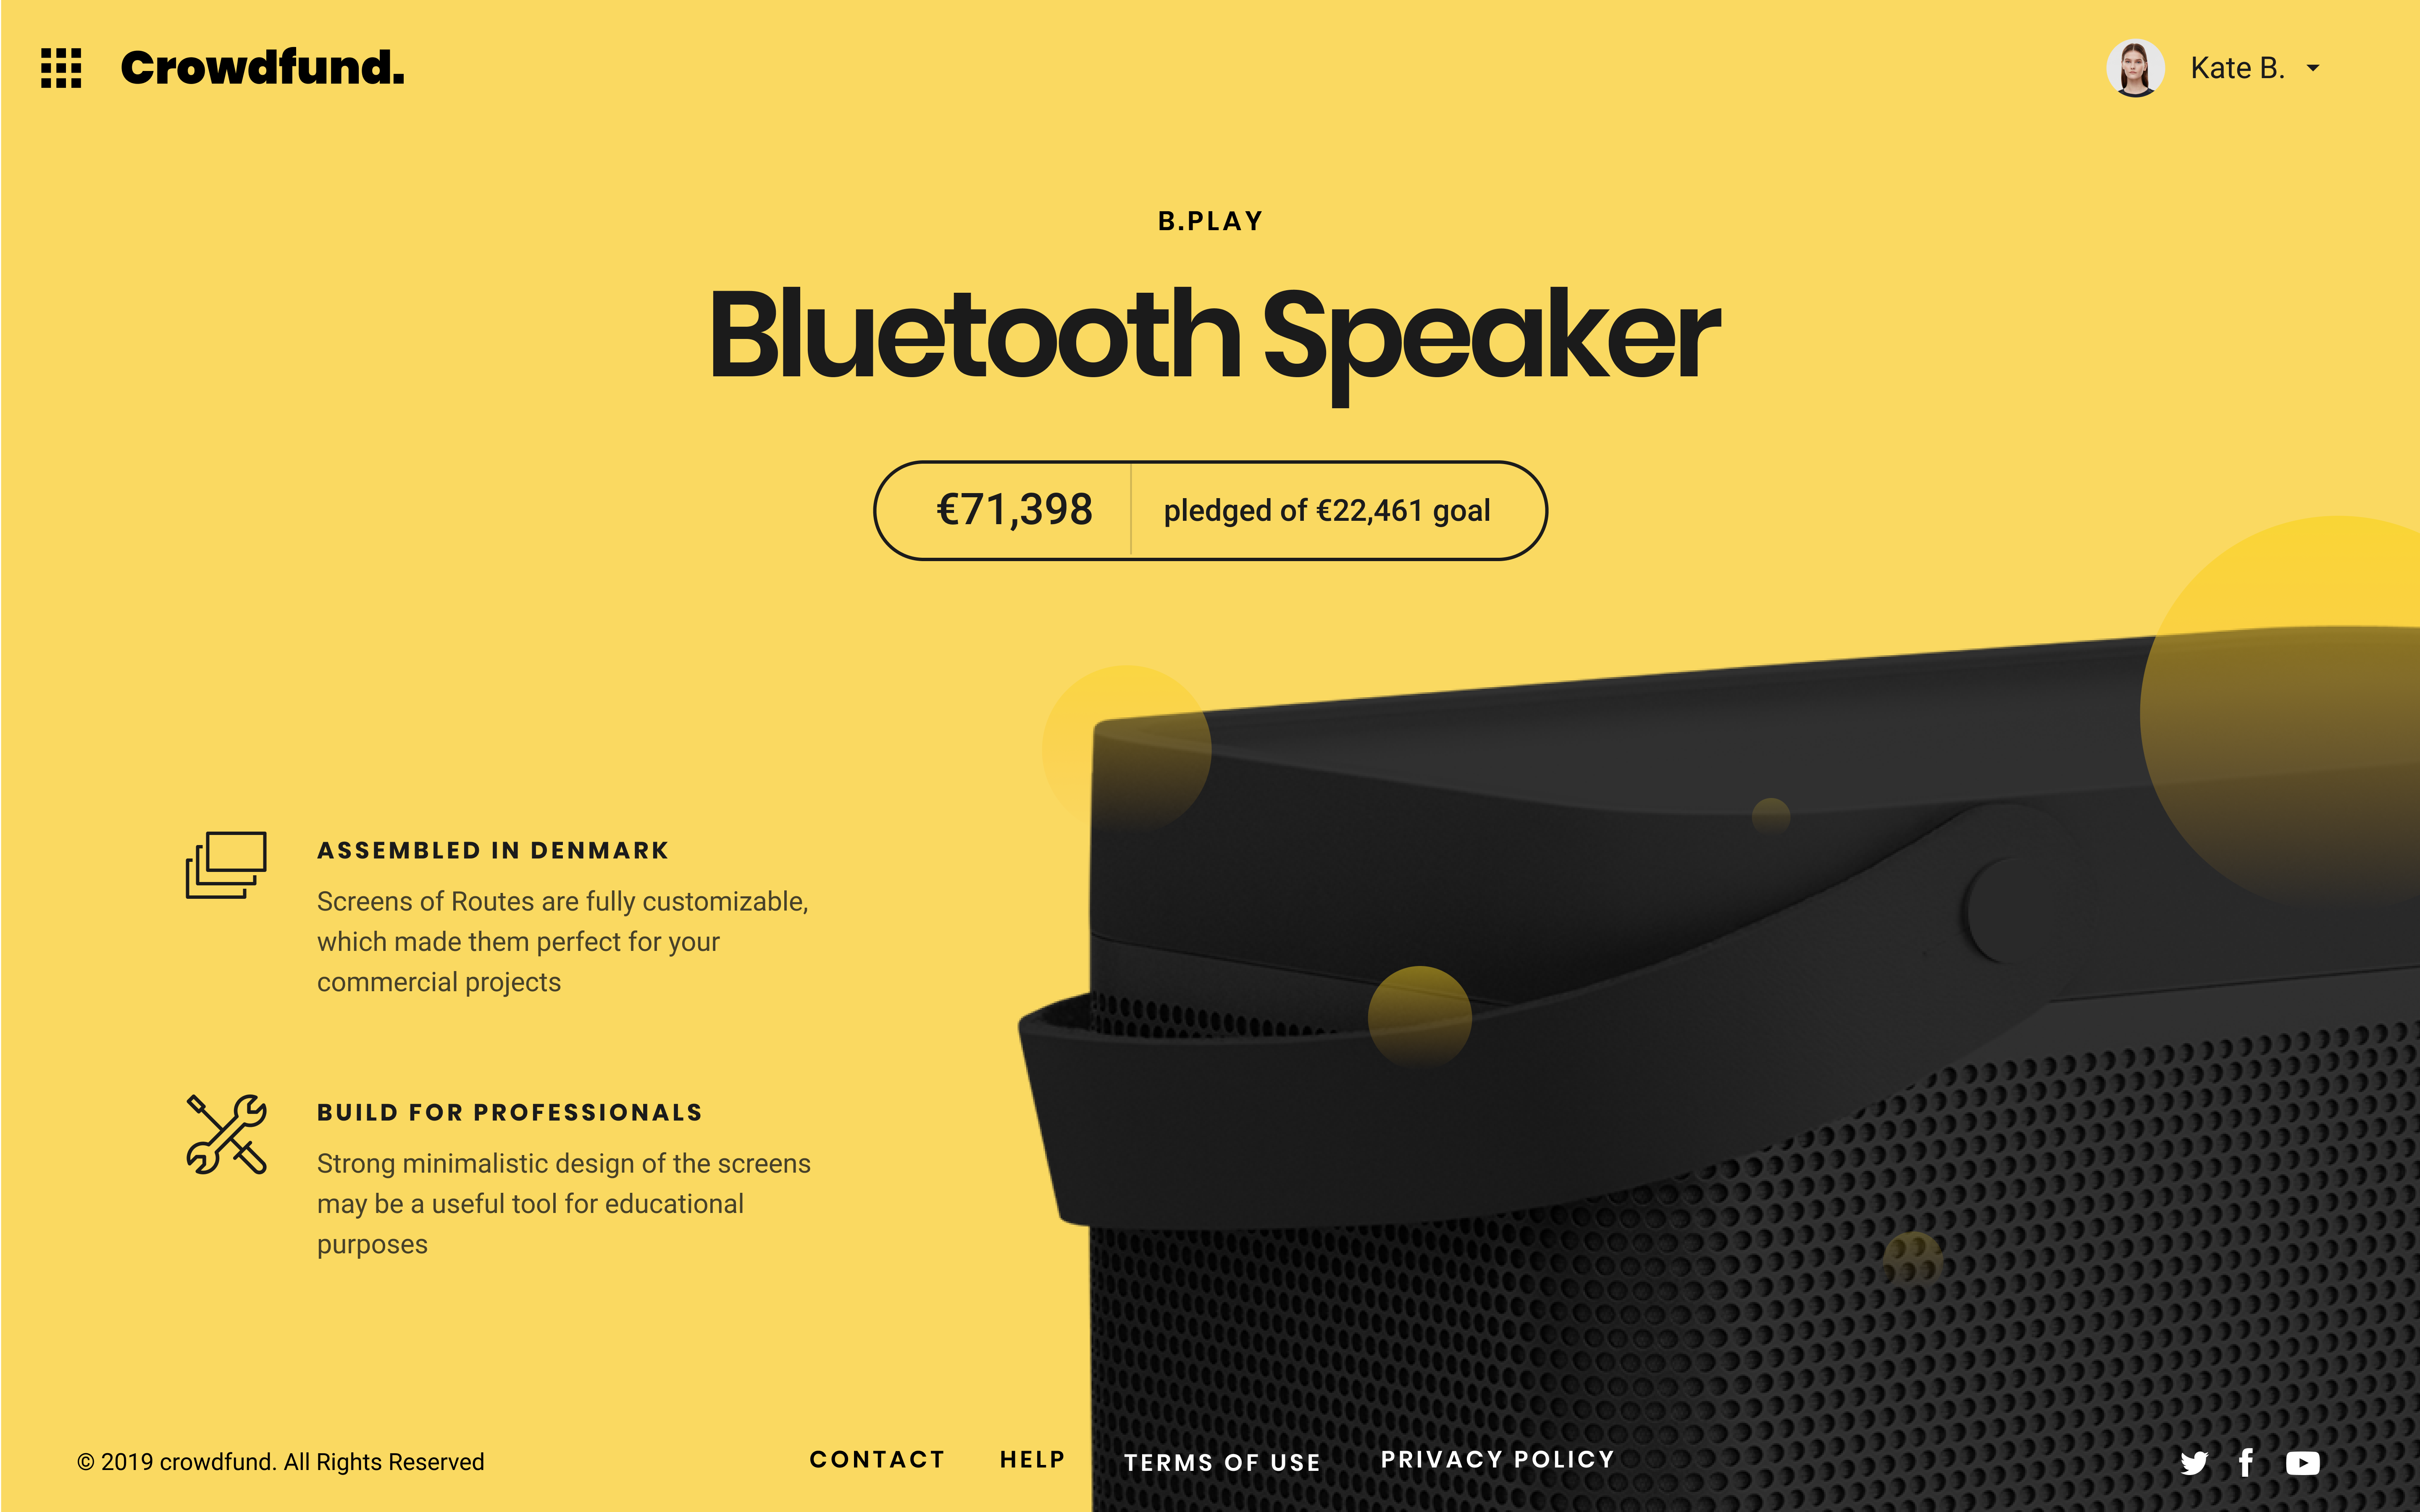 Crowdfund.
Kate B.
B.PLAY
Bluetooth Speaker
€71,398 pledged of €22,461 goal
ASSEMBLED IN DENMARK
Screens of Routes are fully customizable,
which made them perfect for your
commercial projects
BUILD FOR PROFESSIONALS
Strong minimalistic design of the screens
may be a useful tool for educational
purposes
© 2019 crowdfund. All Rights Reserved
CONTACT HELP TERMS OF USE PRIVACY POLICY